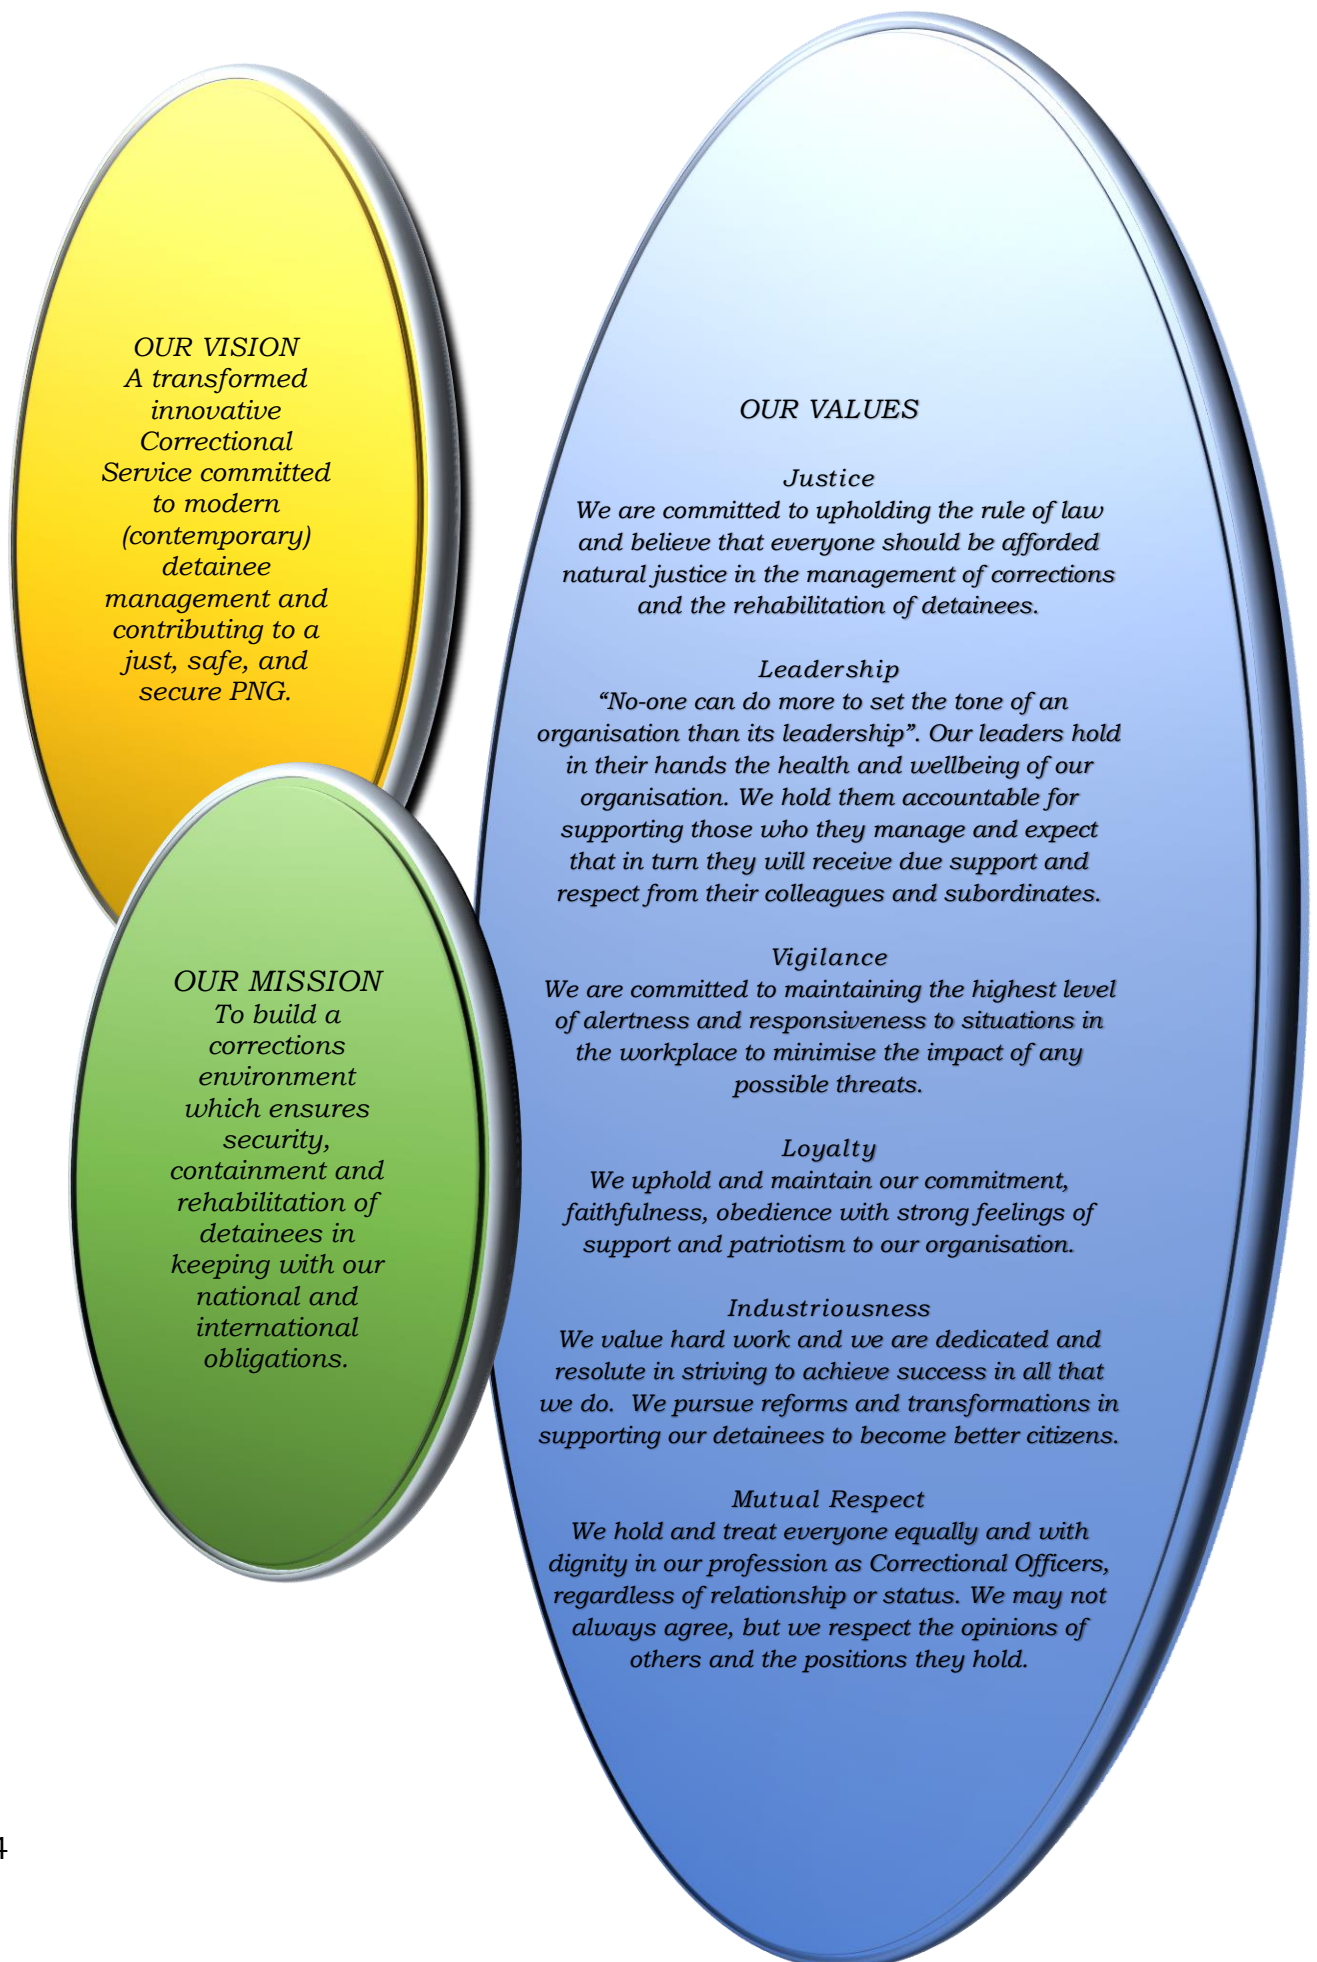 OUR VISION
A transformed
innovative
Correctional
Service committed
to modern
(contemporary)
detainee
management and
contributing to a
just, safe, and
secure PNG.
OUR MISSION
To build a
corrections
environment
which ensures
security,
containment and
rehabilitation of
detainees in
keeping with our
national and
international
obligations.
OUR VALUES
Justice
We are committed to upholding the rule of law
and believe that everyone should be afforded
natural justice in the management of corrections
and the rehabilitation of detainees.
Leadership
“No-one can do more to set the tone of an
organisation than its leadership”. Our leaders hold
in their hands the health and wellbeing of our
organisation. We hold them accountable for
supporting those who they manage and expect
that in turn they will receive due support and
respect from their colleagues and subordinates.
Vigilance
We are committed to maintaining the highest level
of alertness and responsiveness to situations in
the workplace to minimise the impact of any
possible threats.
Loyalty
We uphold and maintain our commitment,
faithfulness, obedience with strong feelings of
support and patriotism to our organisation.
Industriousness
We value hard work and we are dedicated and
resolute in striving to achieve success in all that
we do.  We pursue reforms and transformations in
supporting our detainees to become better citizens.
Mutual Respect
We hold and treat everyone equally and with
dignity in our profession as Correctional Officers,
regardless of relationship or status. We may not
always agree, but we respect the opinions of
others and the positions they hold.
4